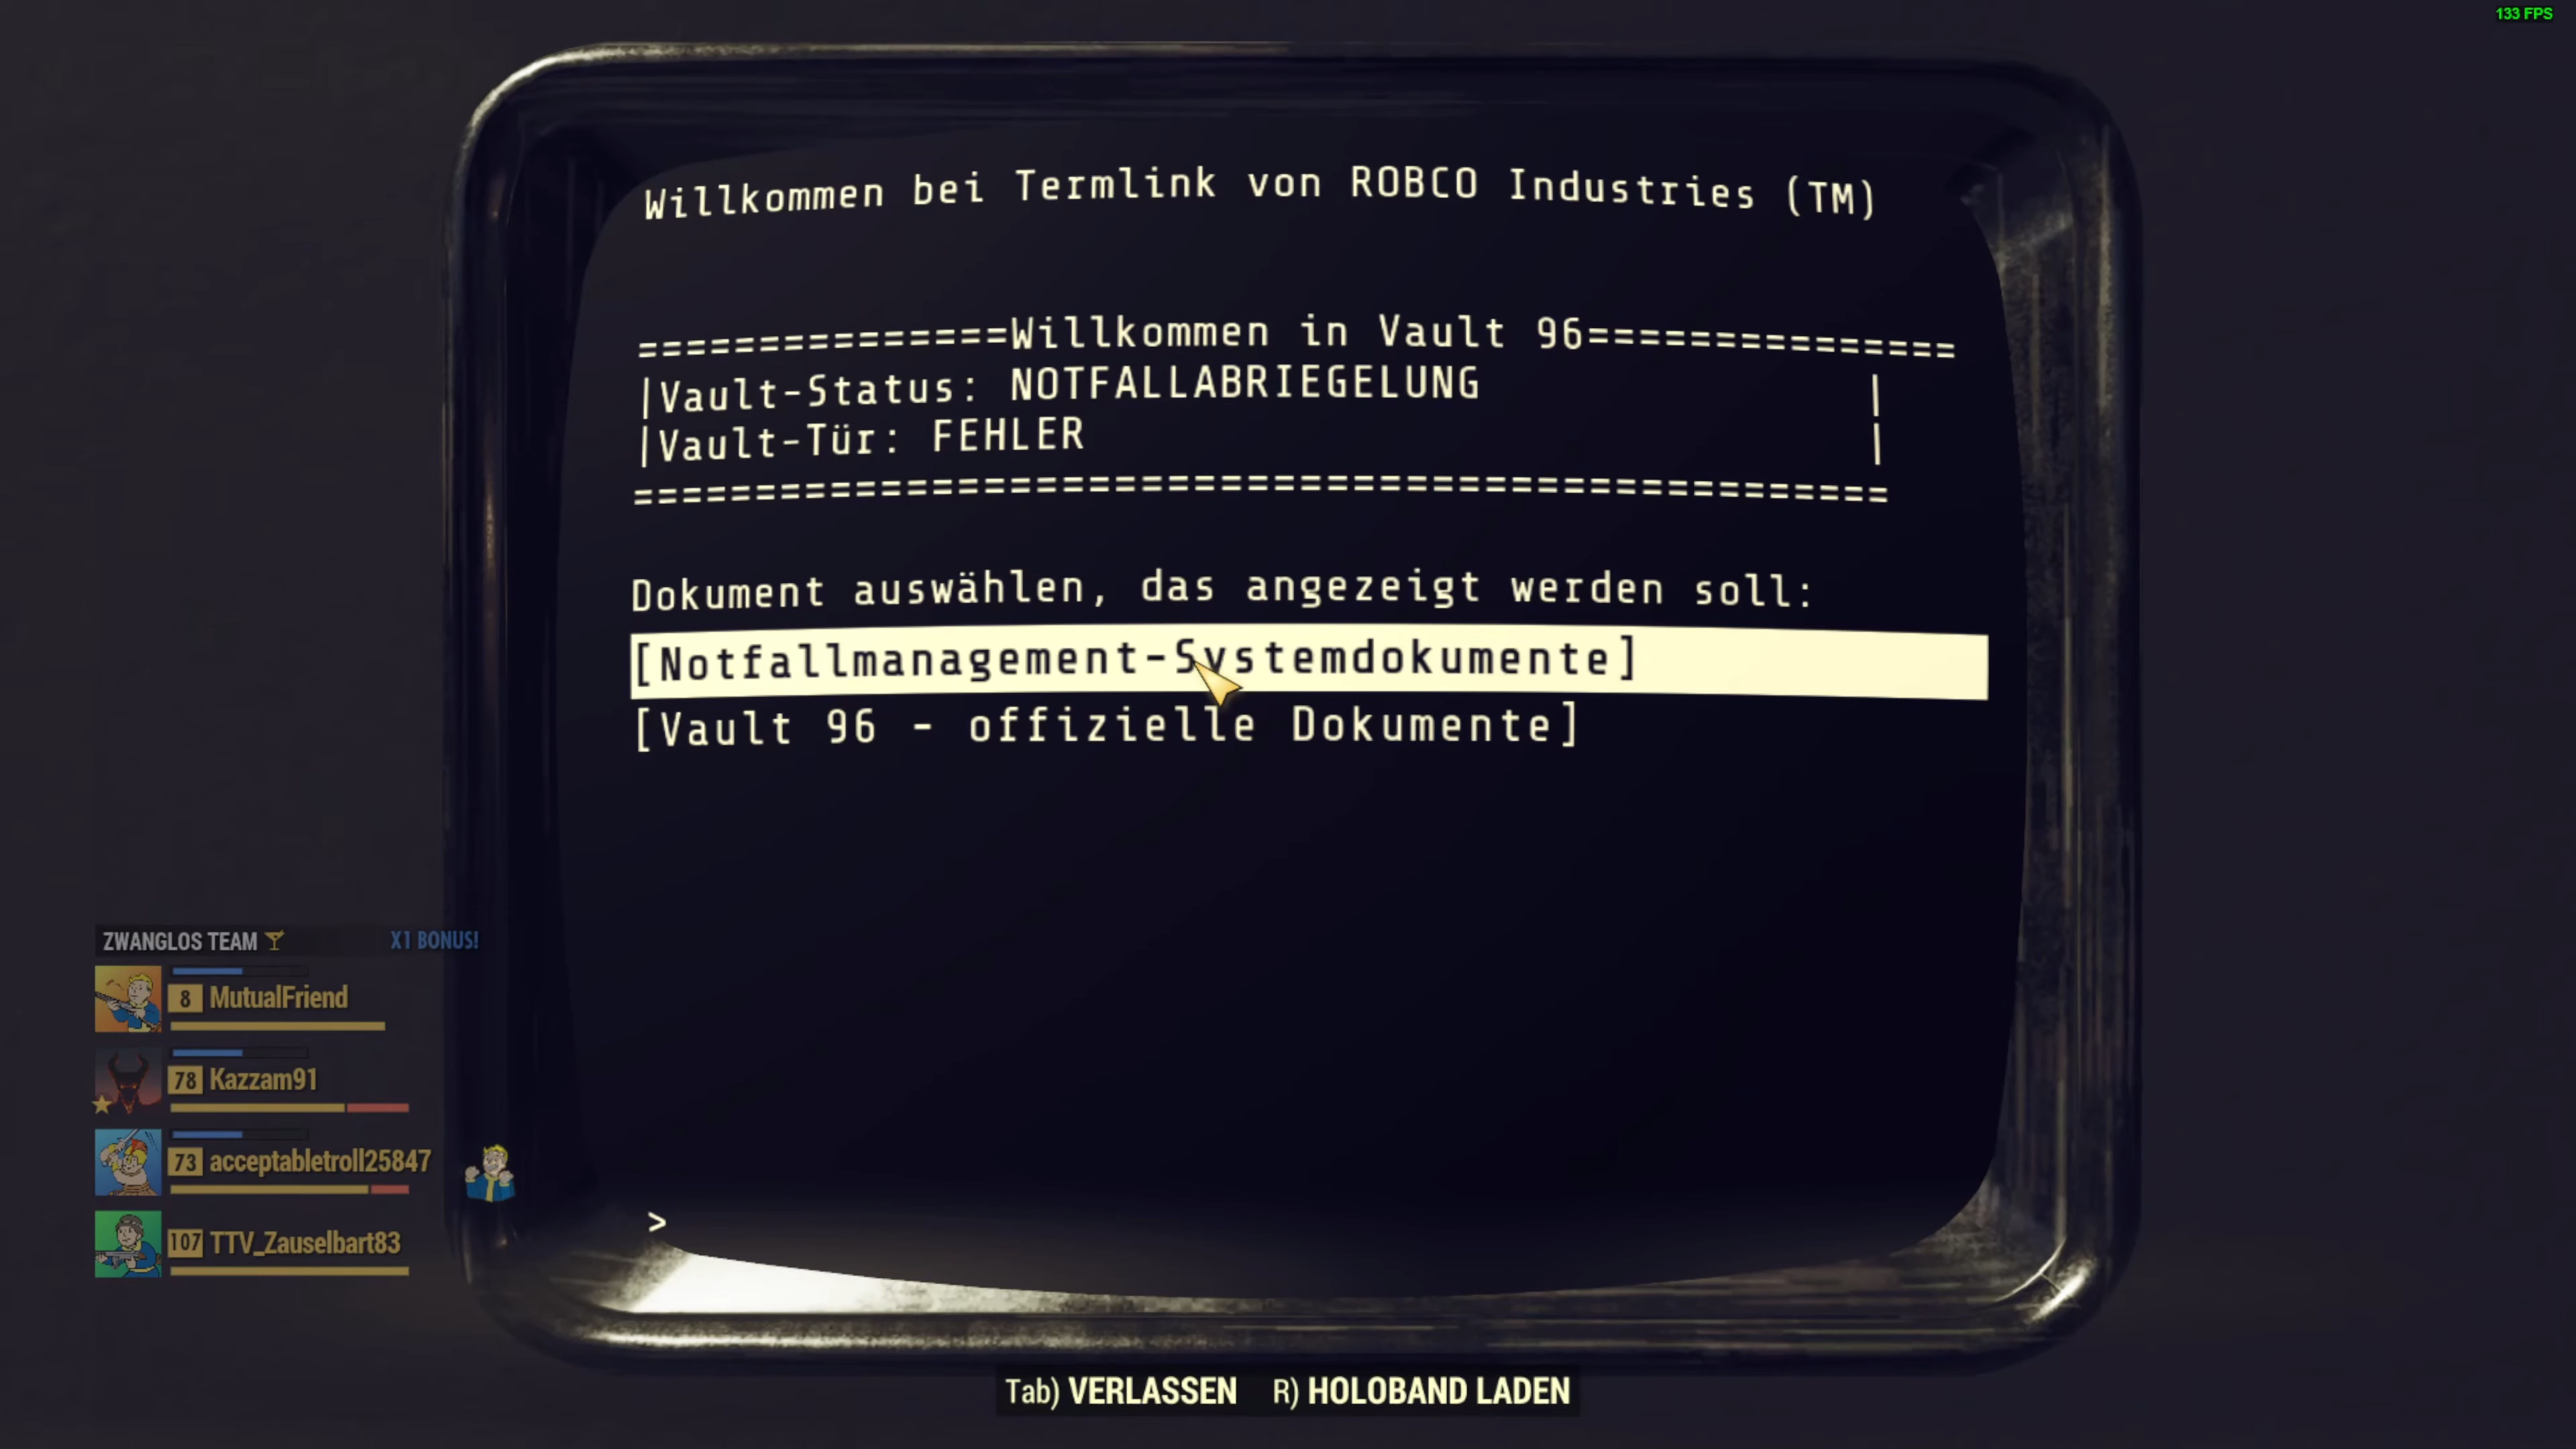 133 FPS
Willkommen bei Termlink von ROBCO Industries (TM)
===============Willkommen in Vault 96===============
|Vault-Status: NOTFALLABRIEGELUNG |
|Vault-Tür: FEHLER |
===================================================
Dokument auswählen, das angezeigt werden soll:
[Notfallmanagement-Systemdokumente]
[Vault 96 - offizielle Dokumente]
ZWANGLOS TEAM X1 BONUS!
8 MutualFriend
78 Kazzam91
73 acceptabletroll25847
107 TTV_Zauselbart83
>
Tab) VERLASSEN R) HOLOBAND LADEN